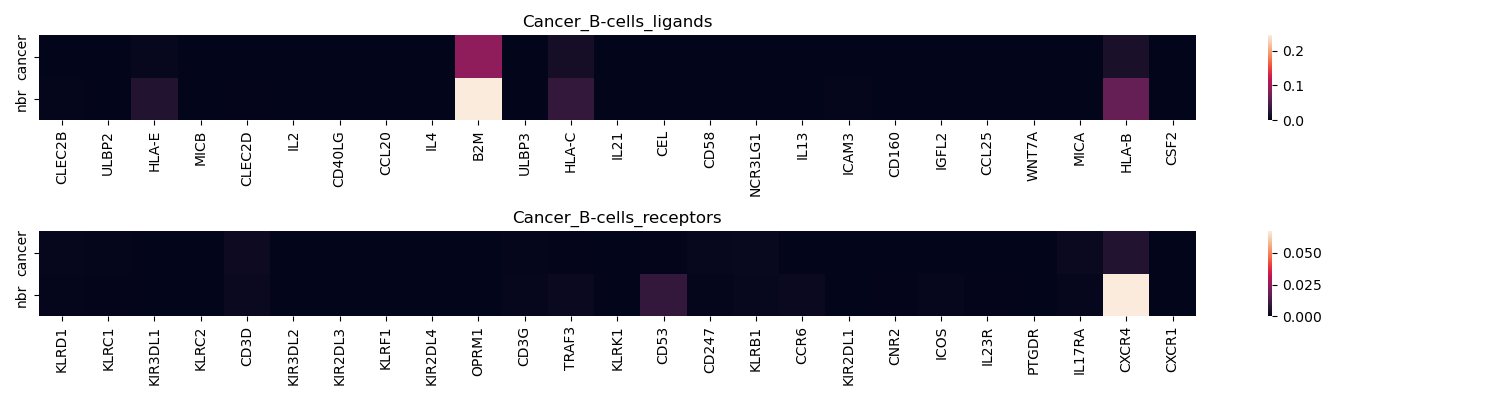 Cancer_B-cells_ligands
cancer
nbr
0.2
0.1
0.0
CLEC2B ULBP2 HLA-E MICB CLEC2D IL2 CD40LG CCL20 IL4 B2M ULBP3 HLA-C IL21 CEL CD58 NCR3LG1 IL13 ICAM3 CD160 IGFL2 CCL25 WNT7A MICA HLA-B CSF2
Cancer_B-cells_receptors
cancer
nbr
0.050
0.025
0.000
KLRD1 KLRC1 KIR3DL1 KLRC2 CD3D KIR3DL2 KIR2DL3 KLRF1 KIR2DL4 OPRM1 CD3G TRAF3 KLRK1 CD53 CD247 KLRB1 CCR6 KIR2DL1 CNR2 ICOS IL23R PTGDR IL17RA CXCR4 CXCR1